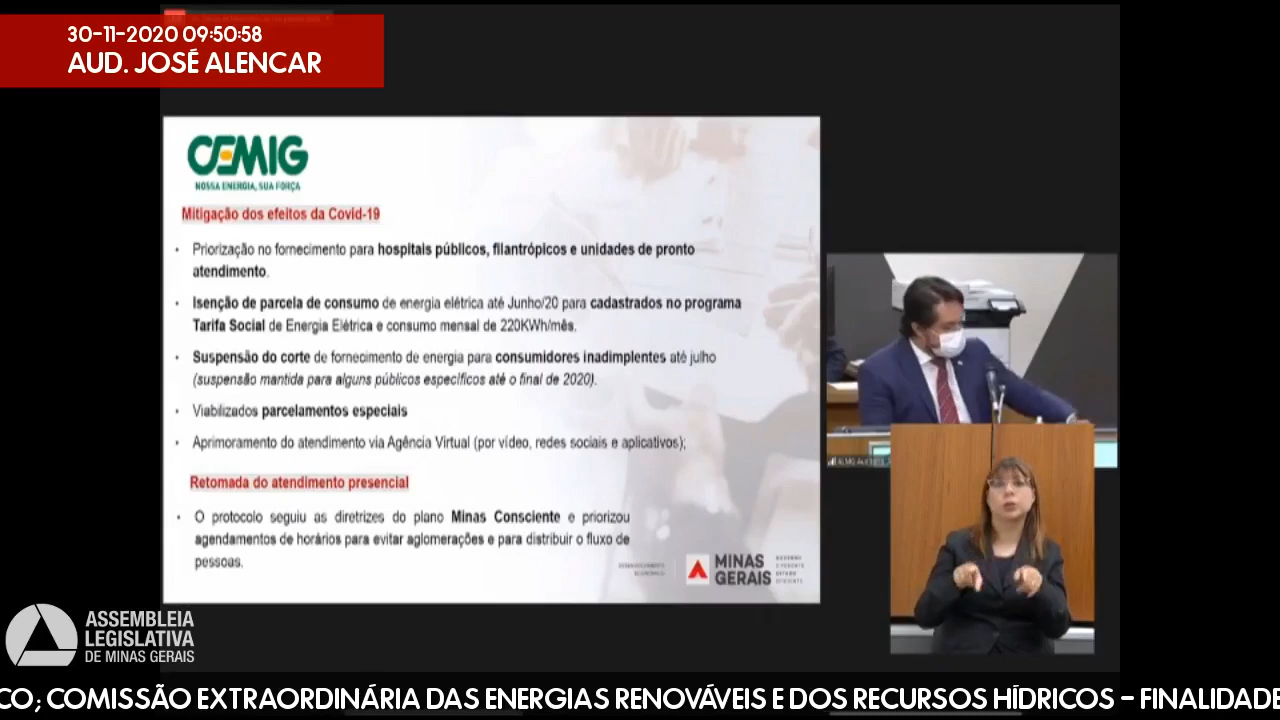 30-11-2020 09:50:58
AUD. JOSÉ ALENCAR
CEMIG
NOSSA ENERGIA, SUA FORÇA
Mitigação dos efeitos da Covid-19
• Priorização no fornecimento para hospitais públicos, filantrópicos e unidades de pronto
atendimento.
• Isenção de parcela de consumo de energia elétrica até Junho/20 para cadastrados no programa
Tarifa Social de Energia Elétrica e consumo mensal de 220KWh/mês.
• Suspensão do corte de fornecimento de energia para consumidores inadimplentes até julho
(suspensão mantida para alguns públicos específicos até o final de 2020).
• Viabilizados parcelamentos especiais
• Aprimoramento do atendimento via Agência Virtual (por vídeo, redes sociais e aplicativos);
Retomada do atendimento presencial
• O protocolo seguiu as diretrizes do plano Minas Consciente e priorizou
agendamentos de horários para evitar aglomerações e para distribuir o fluxo de
pessoas.
DESENVOLVIMENTO
ECONÔMICO
MINAS
GERAIS
ASSEMBLEIA
LEGISLATIVA
DE MINAS GERAIS
CO; COMISSÃO EXTRAORDINÁRIA DAS ENERGIAS RENOVÁVEIS E DOS RECURSOS HÍDRICOS - FINALIDADE